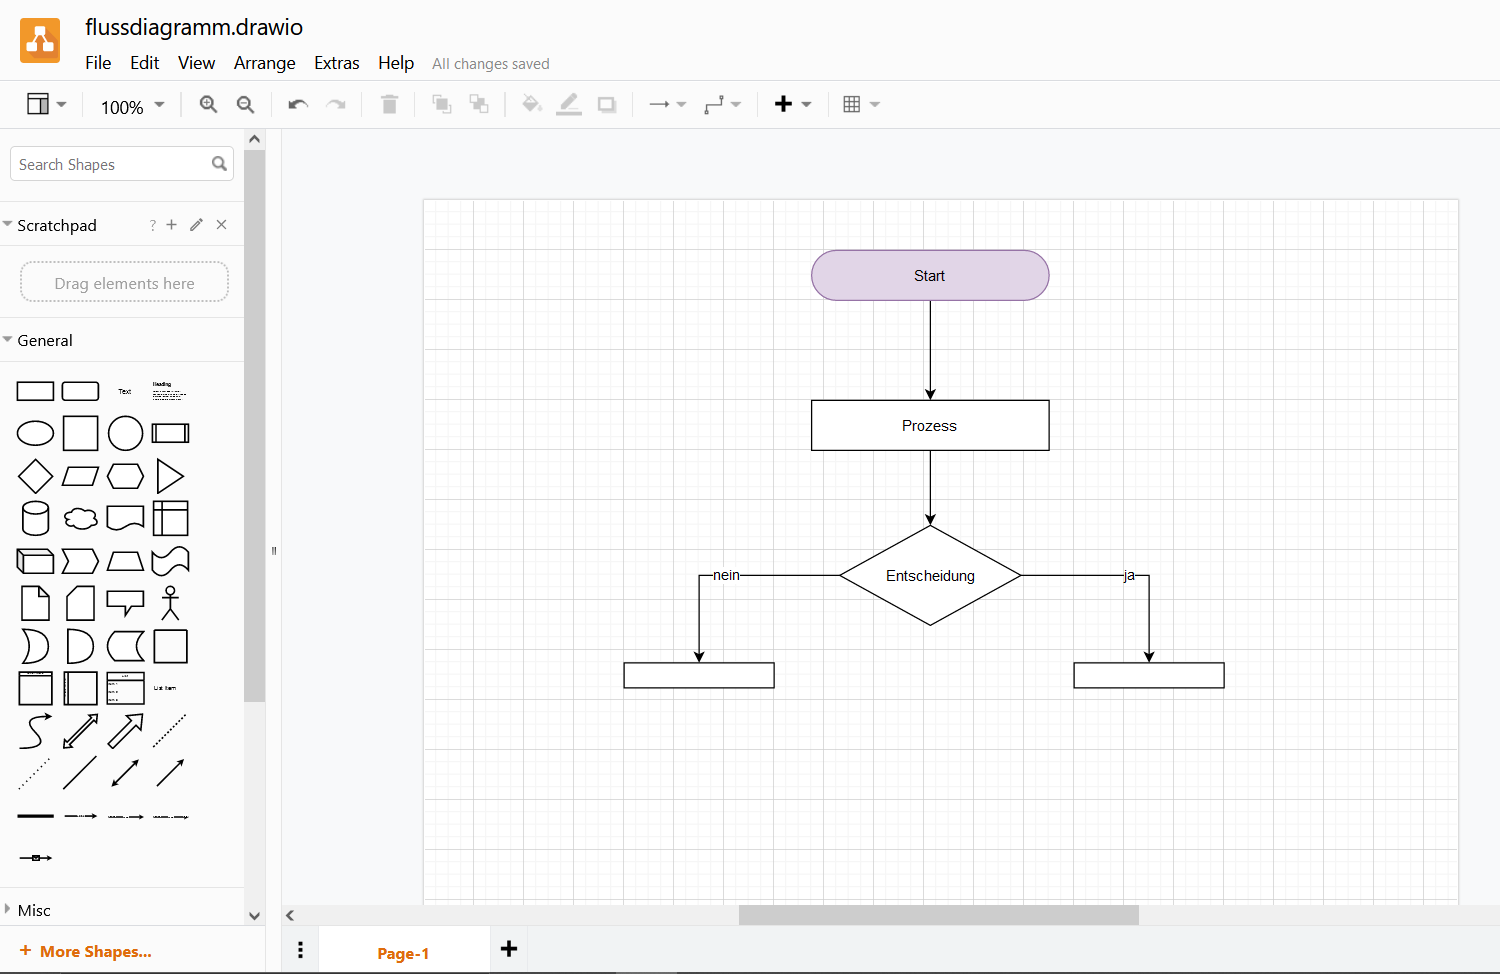 flussdiagramm.drawio
File Edit View Arrange Extras Help All changes saved
100%
Search Shapes
Scratchpad ?
Drag elements here
General
Text Heading
List
List Item
Misc
+ More Shapes...
Start
Prozess
Entscheidung
nein
ja
Page-1